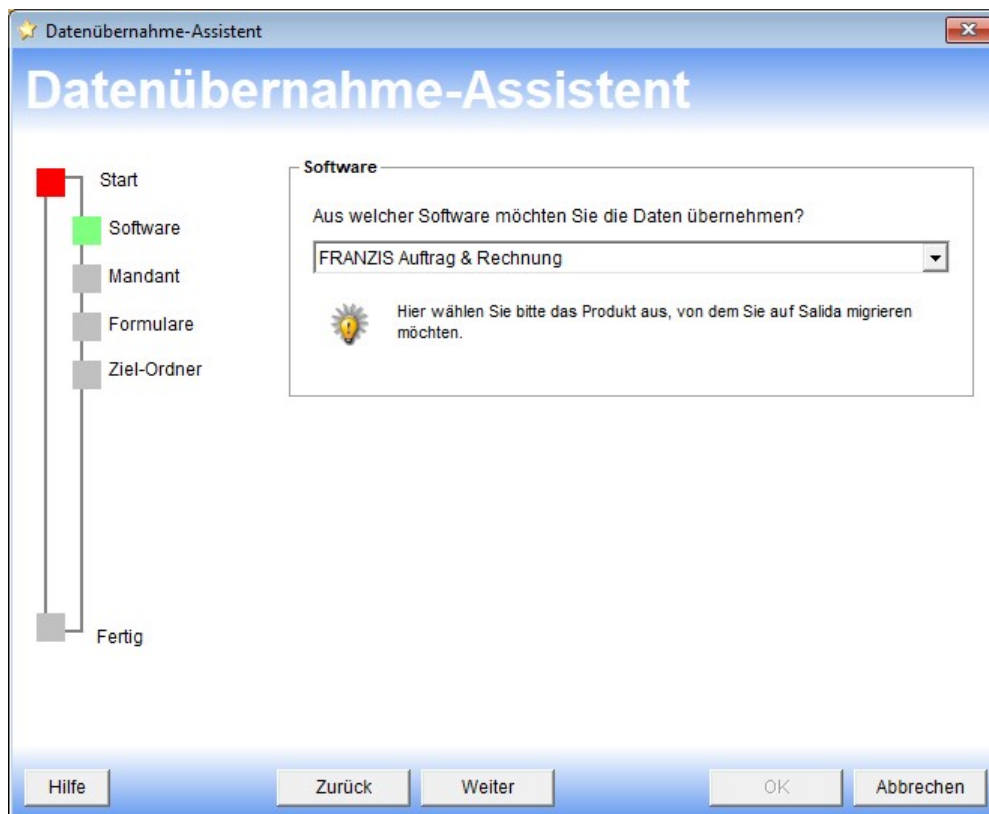 Datenübernahme-Assistent
Datenübernahme-Assistent
Start
Software
Mandant
Formulare
Ziel-Ordner
Fertig
Software
Aus welcher Software möchten Sie die Daten übernehmen?
FRANZIS Auftrag & Rechnung
Hier wählen Sie bitte das Produkt aus, von dem Sie auf Salida migrieren
möchten.
Hilfe
Zurück
Weiter
OK
Abbrechen